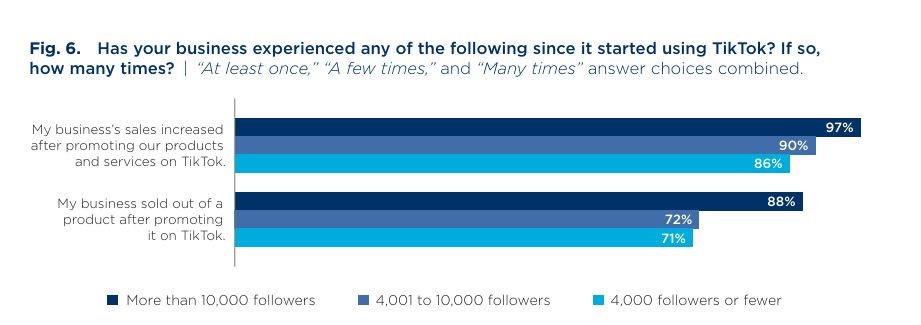 Fig. 6. Has your business experienced any of the following since it started using TikTok? If so,
how many times? | “At least once,” “A few times,” and “Many times” answer choices combined.
My business’s sales increased
after promoting our products
and services on TikTok.
97%
90%
86%
My business sold out of a
product after promoting
it on TikTok.
88%
72%
71%
More than 10,000 followers
4,001 to 10,000 followers
4,000 followers or fewer